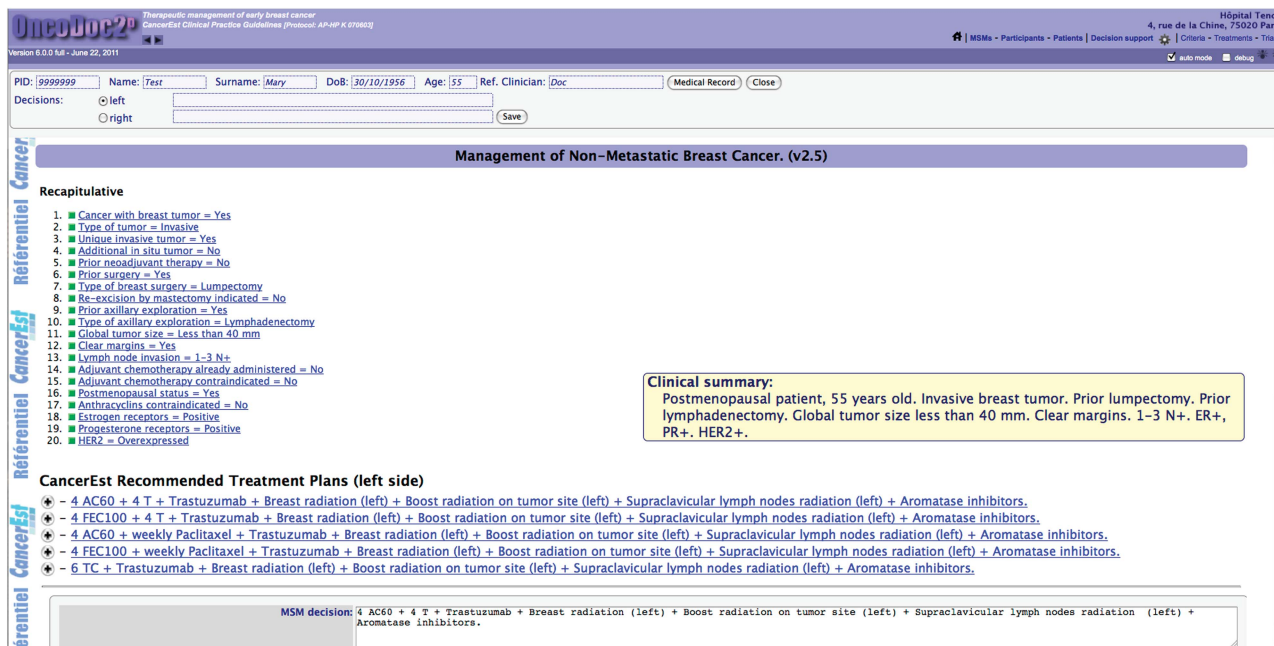 OncoDoc2p
Therapeutic management of early breast cancer
CancerEst Clinical Practice Guidelines [Protocol: AP-HP K 070603]
Hôpital Teno
4, rue de la Chine, 75020 Par
MSMs - Participants - Patients | Decision support | Criteria - Treatments - Tria
Version 6.0.0 full - June 22, 2011
auto mode debug
PID: 9999999 Name: Test Surname: Mary DoB: 30/10/1956 Age: 55 Ref. Clinician: Doc Medical Record Close
Decisions: left
right Save
Management of Non-Metastatic Breast Cancer. (v2.5)
Recapitulative
1. Cancer with breast tumor = Yes
2. Type of tumor = Invasive
3. Unique invasive tumor = Yes
4. Additional in situ tumor = No
5. Prior neoadjuvant therapy = No
6. Prior surgery = Yes
7. Type of breast surgery = Lumpectomy
8. Re-excision by mastectomy indicated = No
9. Prior axillary exploration = Yes
10. Type of axillary exploration = Lymphadenectomy
11. Global tumor size = Less than 40 mm
12. Clear margins = Yes
13. Lymph node invasion = 1-3 N+
14. Adjuvant chemotherapy already administered = No
15. Adjuvant chemotherapy contraindicated = No
16. Postmenopausal status = Yes
17. Anthracyclins contraindicated = No
18. Estrogen receptors = Positive
19. Progesterone receptors = Positive
20. HER2 = Overexpressed
Clinical summary:
Postmenopausal patient, 55 years old. Invasive breast tumor. Prior lumpectomy. Prior
lymphadenectomy. Global tumor size less than 40 mm. Clear margins. 1-3 N+. ER+,
PR+. HER2+.
CancerEst Recommended Treatment Plans (left side)
- 4 AC60 + 4 T + Trastuzumab + Breast radiation (left) + Boost radiation on tumor site (left) + Supraclavicular lymph nodes radiation (left) + Aromatase inhibitors.
- 4 FEC100 + 4 T + Trastuzumab + Breast radiation (left) + Boost radiation on tumor site (left) + Supraclavicular lymph nodes radiation (left) + Aromatase inhibitors.
- 4 AC60 + weekly Paclitaxel + Trastuzumab + Breast radiation (left) + Boost radiation on tumor site (left) + Supraclavicular lymph nodes radiation (left) + Aromatase inhibitors.
- 4 FEC100 + weekly Paclitaxel + Trastuzumab + Breast radiation (left) + Boost radiation on tumor site (left) + Supraclavicular lymph nodes radiation (left) + Aromatase inhibitors.
- 6 TC + Trastuzumab + Breast radiation (left) + Boost radiation on tumor site (left) + Supraclavicular lymph nodes radiation (left) + Aromatase inhibitors.
MSM decision: 4 AC60 + 4 T + Trastuzumab + Breast radiation (left) + Boost radiation on tumor site (left) + Supraclavicular lymph nodes radiation (left) +
Aromatase inhibitors.
Référentiel Cancer
Référentiel CancerEst
érentiel CancerEst